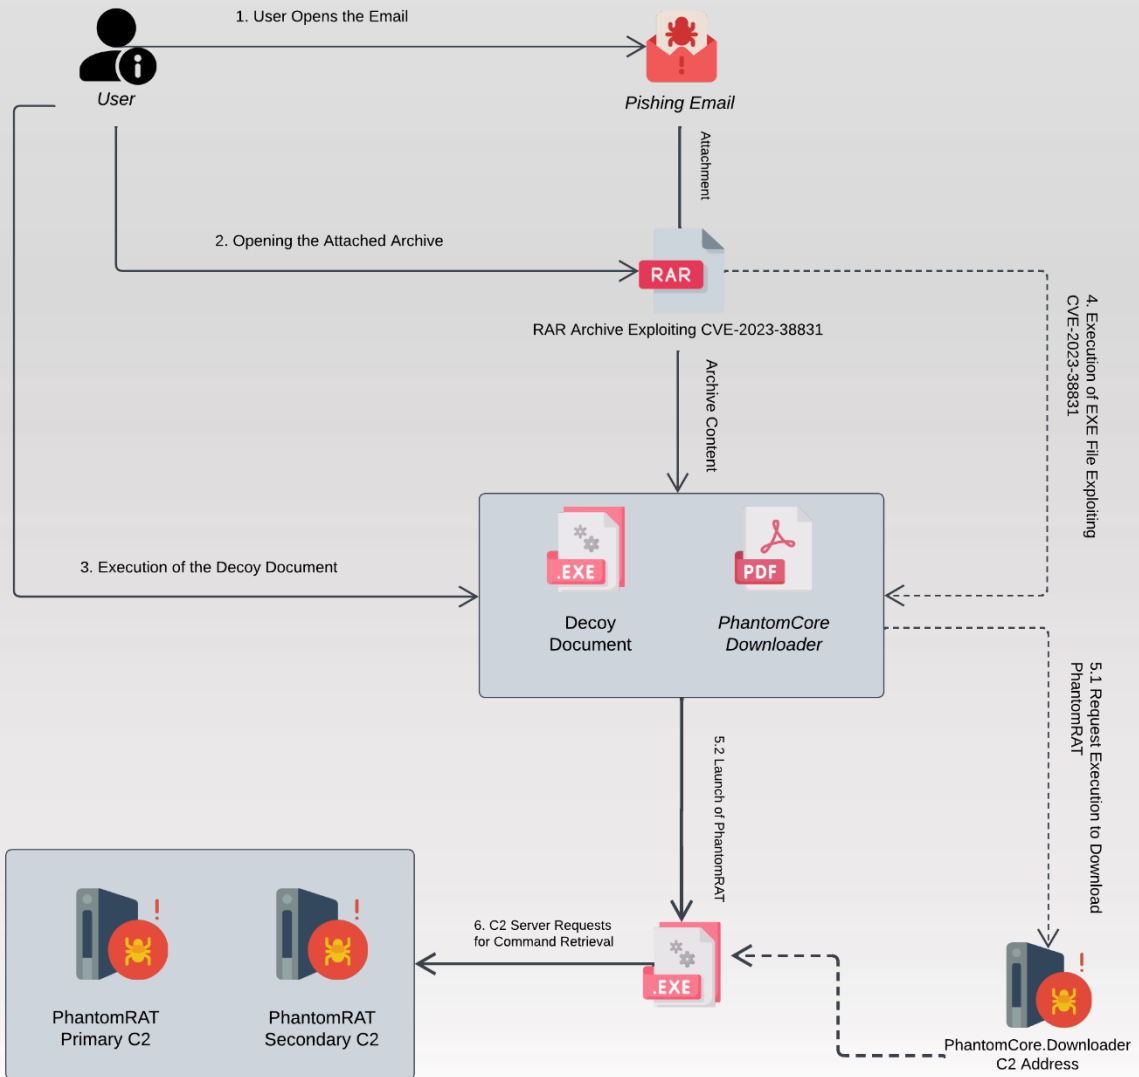 1. User Opens the Email
User
Pishing Email
Attachment
2. Opening the Attached Archive
RAR
RAR Archive Exploiting CVE-2023-38831
4. Execution of EXE File Exploiting
CVE-2023-38831
Archive Content
3. Execution of the Decoy Document
.EXE
PDF
Decoy
Document
PhantomCore
Downloader
5.1 Request Execution to Download
PhantomRAT
5.2 Launch of PhantomRAT
6. C2 Server Requests
for Command Retrieval
.EXE
PhantomRAT
Primary C2
PhantomRAT
Secondary C2
PhantomCore.Downloader
C2 Address